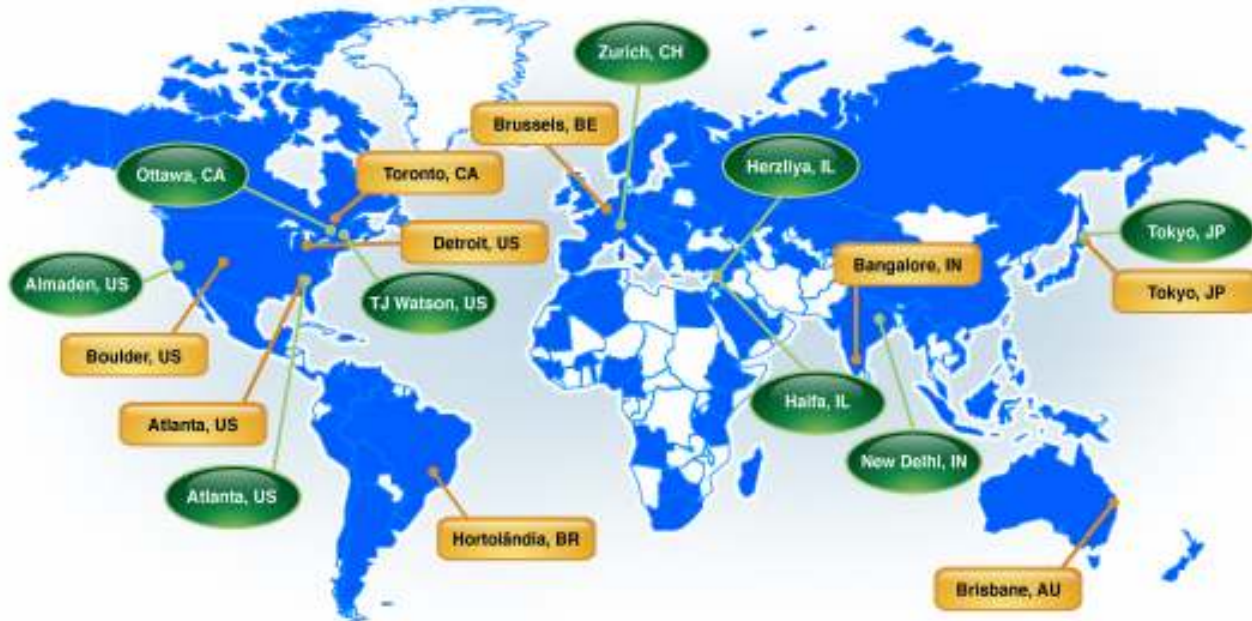 Zurich, CH
Brussels, BE
Ottawa, CA
Toronto, CA
Herzliya, IL
Detroit, US
Tokyo, JP
Almaden, US
TJ Watson, US
Bangalore, IN
Tokyo, JP
Boulder, US
Atlanta, US
Haifa, IL
New Delhi, IN
Atlanta, US
Hortolândia, BR
Brisbane, AU